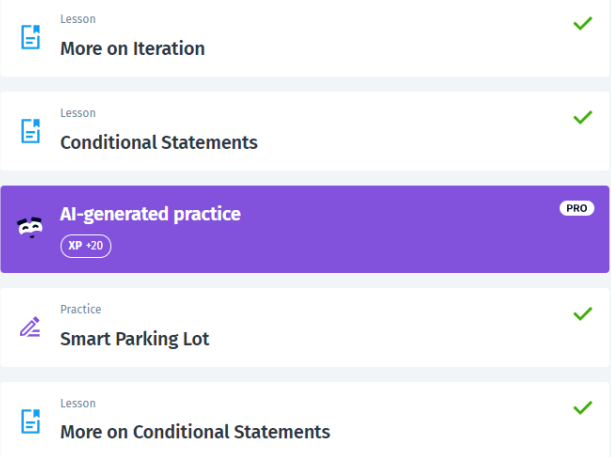 Lesson
More on Iteration
Lesson
Conditional Statements
AI-generated practice
PRO
XP +20
Practice
Smart Parking Lot
Lesson
More on Conditional Statements